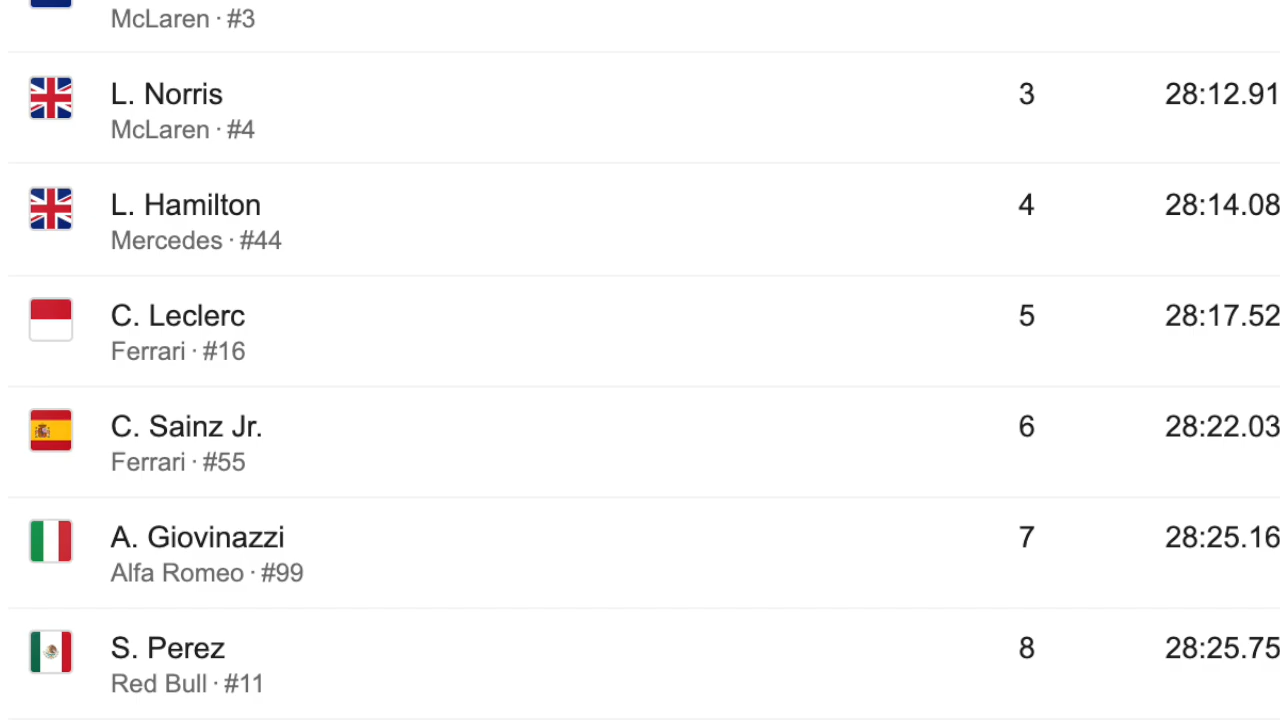 McLaren · #3
L. Norris 3 28:12.91
McLaren · #4
L. Hamilton 4 28:14.08
Mercedes · #44
C. Leclerc 5 28:17.52
Ferrari · #16
C. Sainz Jr. 6 28:22.03
Ferrari · #55
A. Giovinazzi 7 28:25.16
Alfa Romeo · #99
S. Perez 8 28:25.75
Red Bull · #11